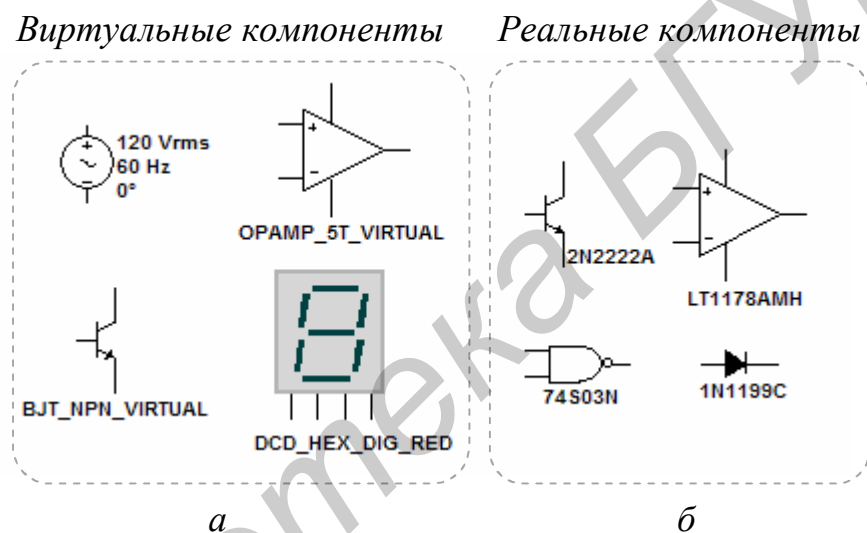 Виртуальные компоненты
Реальные компоненты
120 Vrms
60 Hz
0°
OPAMP_5T_VIRTUAL
BJT_NPN_VIRTUAL
DCD_HEX_DIG_RED
2N2222A
LT1178AMH
74S03N
1N1199C
а
б